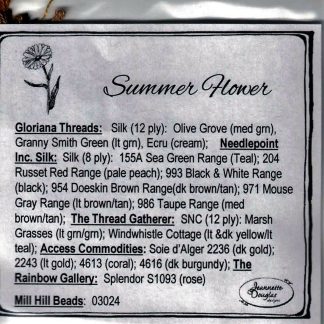 Summer Flower
Gloriana Threads: Silk (12 ply): Olive Grove (med grn),
Granny Smith Green (lt grn), Ecru (cream); Needlepoint
Inc. Silk: Silk (8 ply): 155A Sea Green Range (Teal); 204
Russet Red Range (pale peach); 993 Black & White Range
(black); 954 Doeskin Brown Range(dk brown/tan); 971 Mouse
Gray Range (lt brown/tan); 986 Taupe Range (med
brown/tan); The Thread Gatherer: SNC (12 ply): Marsh
Grasses (lt grn/grn); Windwhistle Cottage (lt &dk yellow/lt
teal); Access Commodities: Soie d'Alger 2236 (dk gold);
2243 (lt gold); 4613 (coral); 4616 (dk burgundy); The
Rainbow Gallery: Splendor S1093 (rose)
Mill Hill Beads: 03024
Jeannette
Douglas
designs